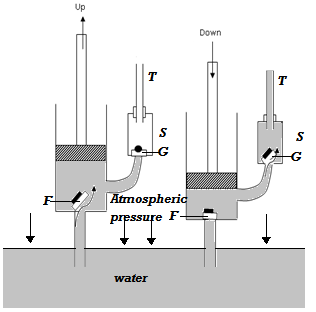 Up
Down
T
T
S
S
G
G
F
Atmospheric
pressure
F
water